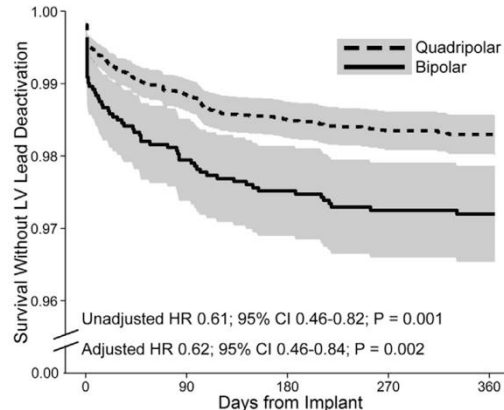 1.00
0.99
0.98
0.97
0.96
0.00
Survival Without LV Lead Deactivation
Quadripolar
Bipolar
Unadjusted HR 0.61; 95% CI 0.46-0.82; P = 0.001
Adjusted HR 0.62; 95% CI 0.46-0.84; P = 0.002
0 90 180 270 360
Days from Implant